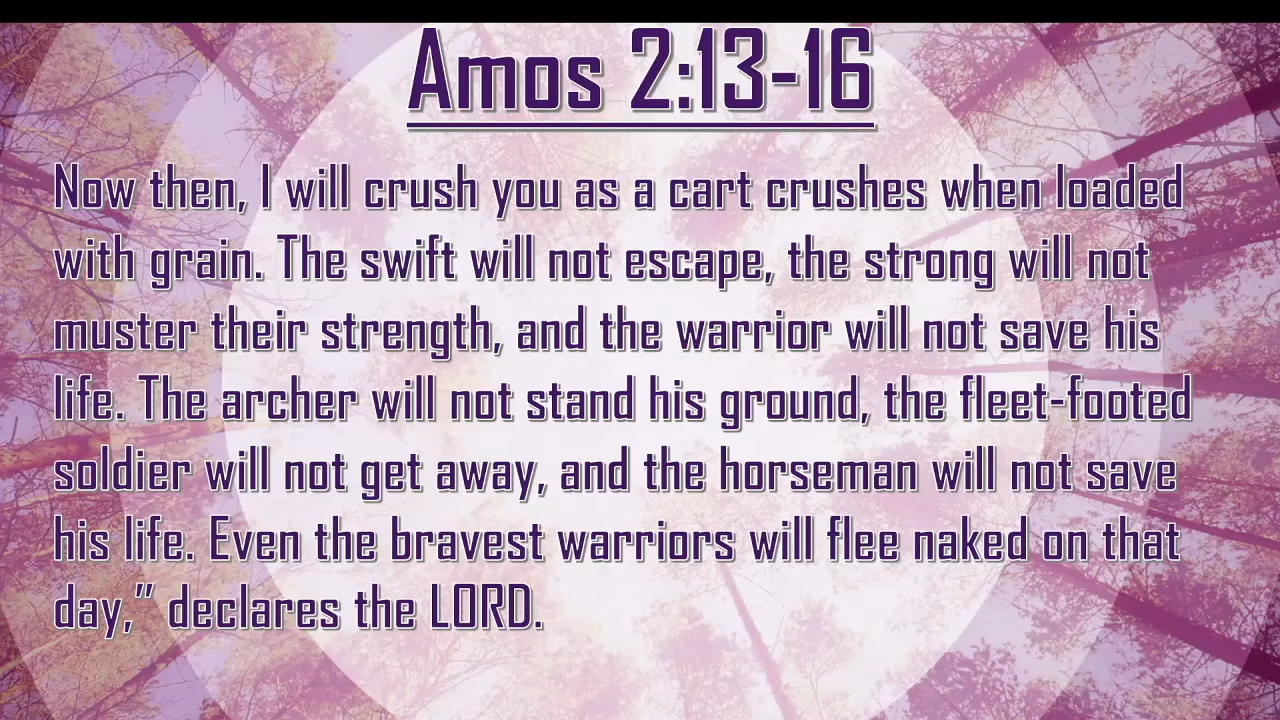 Amos 2:13-16
Now then, I will crush you as a cart crushes when loaded
with grain. The swift will not escape, the strong will not
muster their strength, and the warrior will not save his
life. The archer will not stand his ground, the fleet-footed
soldier will not get away, and the horseman will not save
his life. Even the bravest warriors will flee naked on that
day,” declares the LORD.